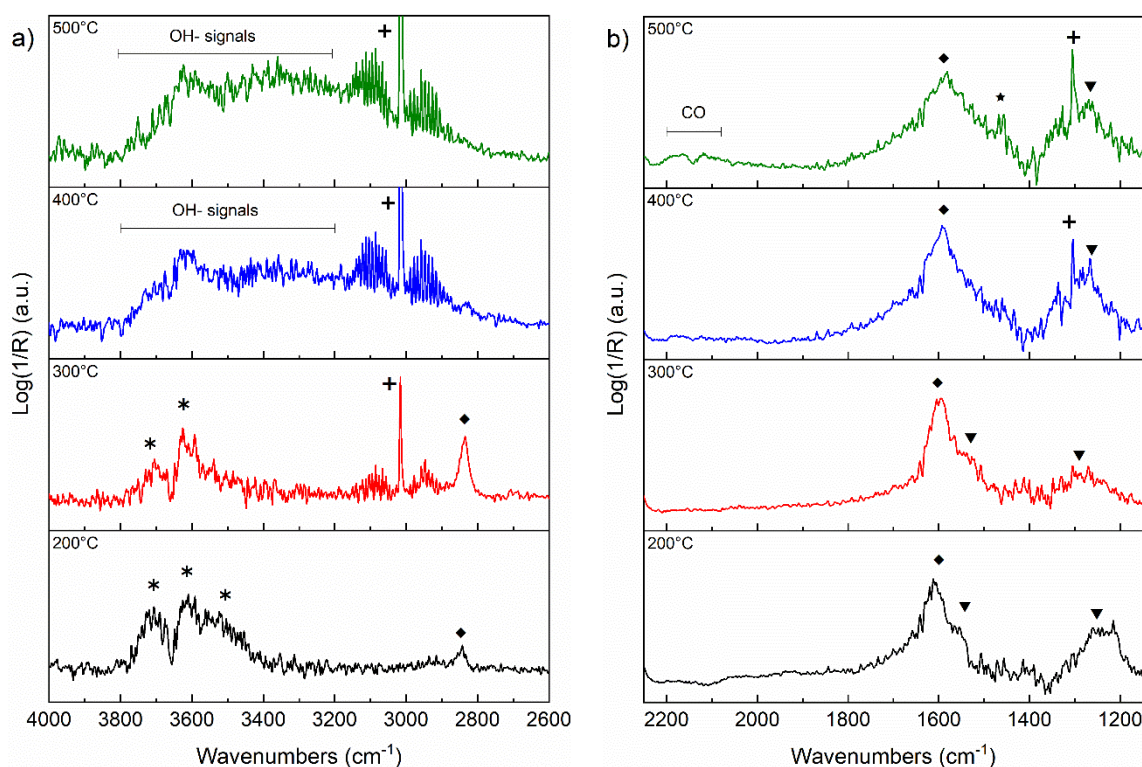 a)
500°C
OH- signals
+
400°C
OH- signals
+
300°C
* * + ◆
200°C
* * * ◆
4000 3800 3600 3400 3200 3000 2800 2600
Wavenumbers (cm⁻¹)
Log(1/R) (a.u.)
b)
500°C
CO
◆ ★ + ▼
400°C
◆ + ▼
300°C
◆ ▼ ▼
200°C
◆ ▼ ▼
2200 2000 1800 1600 1400 1200
Wavenumbers (cm⁻¹)
Log(1/R) (a.u.)